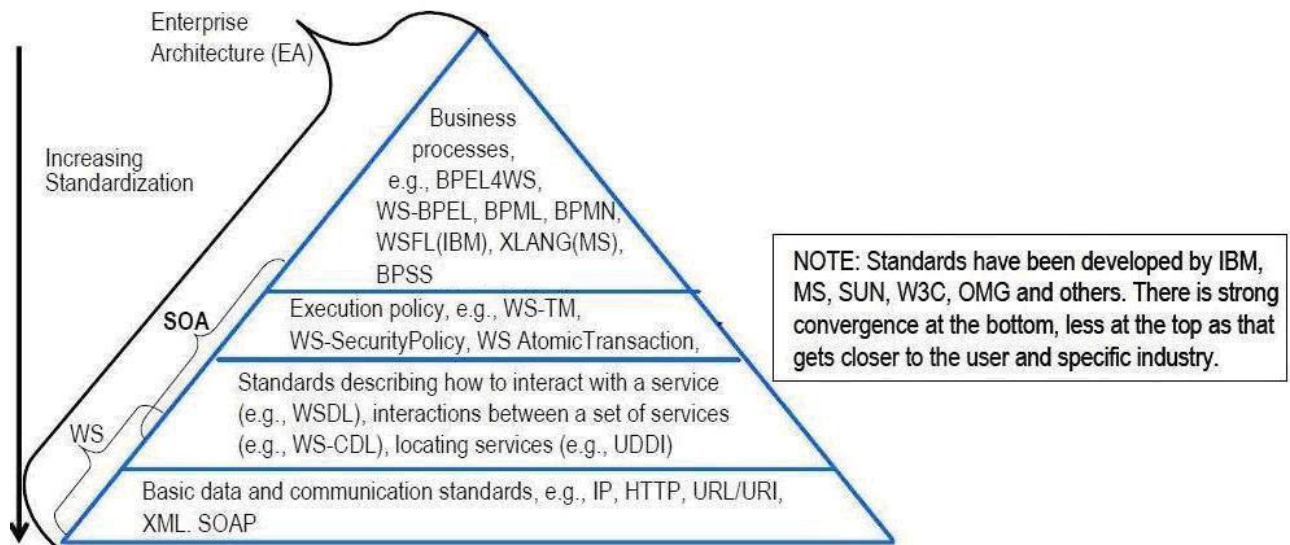 Enterprise
Architecture (EA)
Increasing
Standardization
Business
processes,
e.g., BPEL4WS,
WS-BPEL, BPML, BPMN,
WSFL(IBM), XLANG(MS),
BPSS
SOA
Execution policy, e.g., WS-TM,
WS-SecurityPolicy, WS AtomicTransaction,
WS
Standards describing how to interact with a service
(e.g., WSDL), interactions between a set of services
(e.g., WS-CDL), locating services (e.g., UDDI)
Basic data and communication standards, e.g., IP, HTTP, URL/URI,
XML. SOAP
NOTE: Standards have been developed by IBM,
MS, SUN, W3C, OMG and others. There is strong
convergence at the bottom, less at the top as that
gets closer to the user and specific industry.